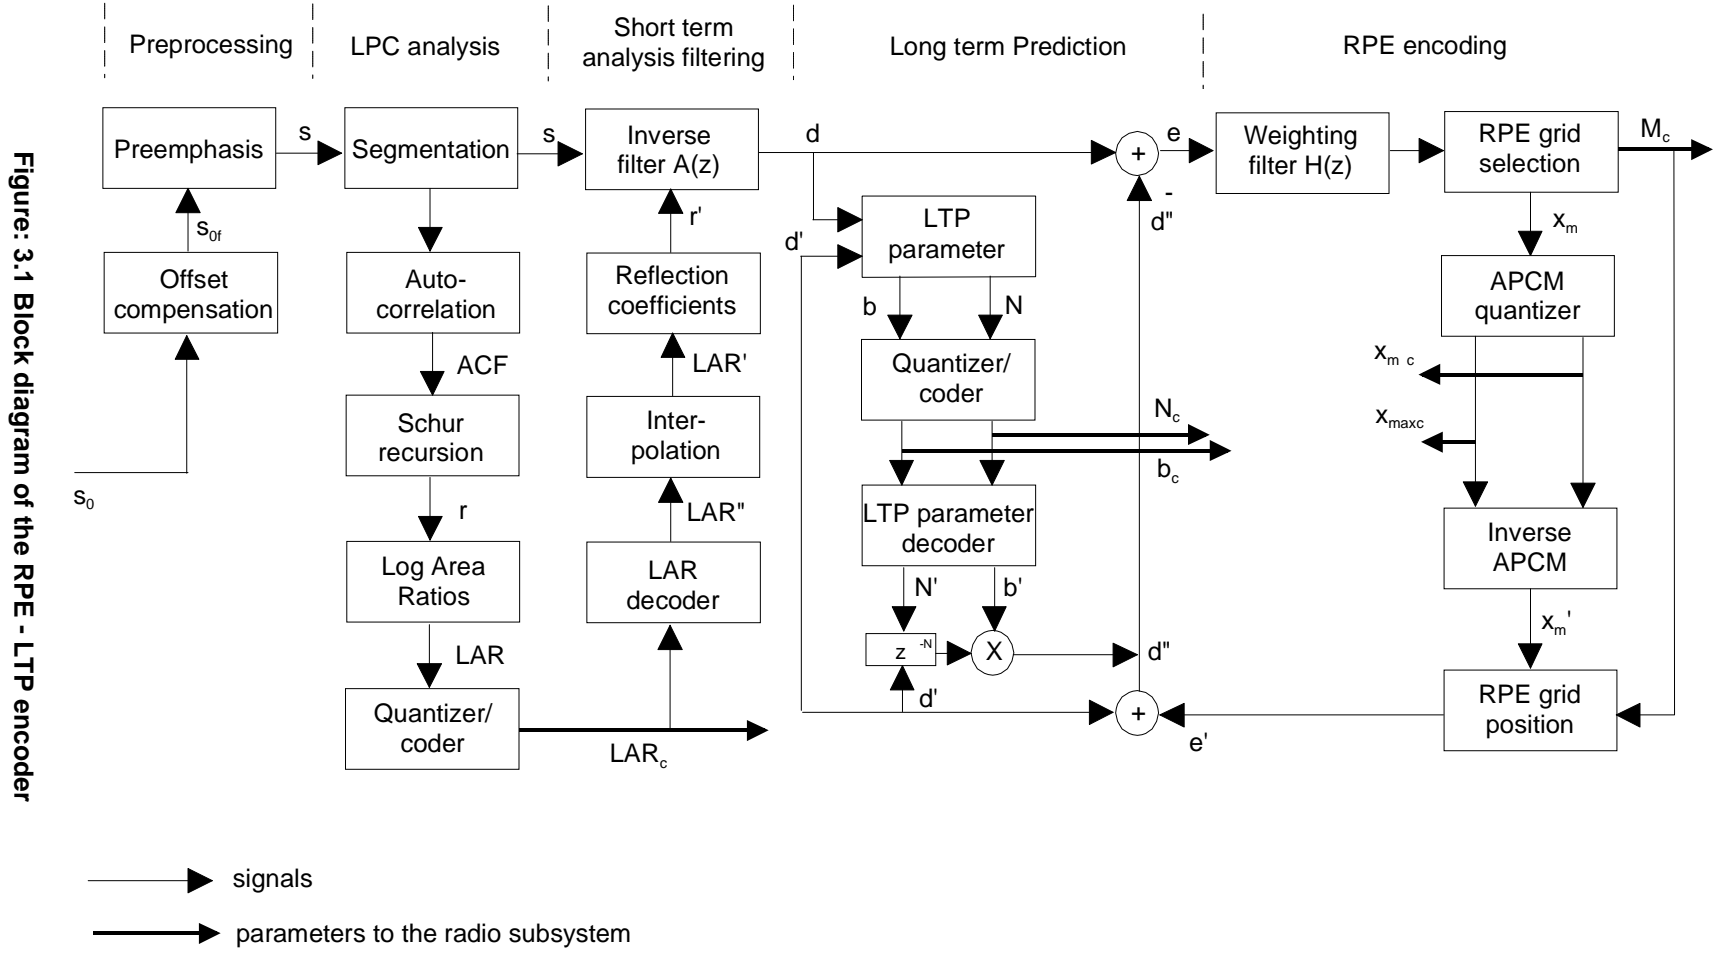 Preprocessing
LPC analysis
Short term
analysis filtering
Long term Prediction
RPE encoding
Preemphasis
s
Segmentation
s
Inverse
filter A(z)
d
+
e
Weighting
filter H(z)
RPE grid
selection
Mc
s0f
r'
-
d''
LTP
parameter
d'
xm
Offset
compensation
Auto-
correlation
Reflection
coefficients
b
N
APCM
quantizer
ACF
LAR'
Quantizer/
coder
xm c
Schur
recursion
Inter-
polation
Nc
bc
xmaxc
s0
r
LAR''
LTP parameter
decoder
Inverse
APCM
Log Area
Ratios
LAR
decoder
N'
b'
xm'
LAR
z -N
X
d''
d'
+
e'
RPE grid
position
Quantizer/
coder
LARc
signals
parameters to the radio subsystem
Figure: 3.1 Block diagram of the RPE - LTP encoder